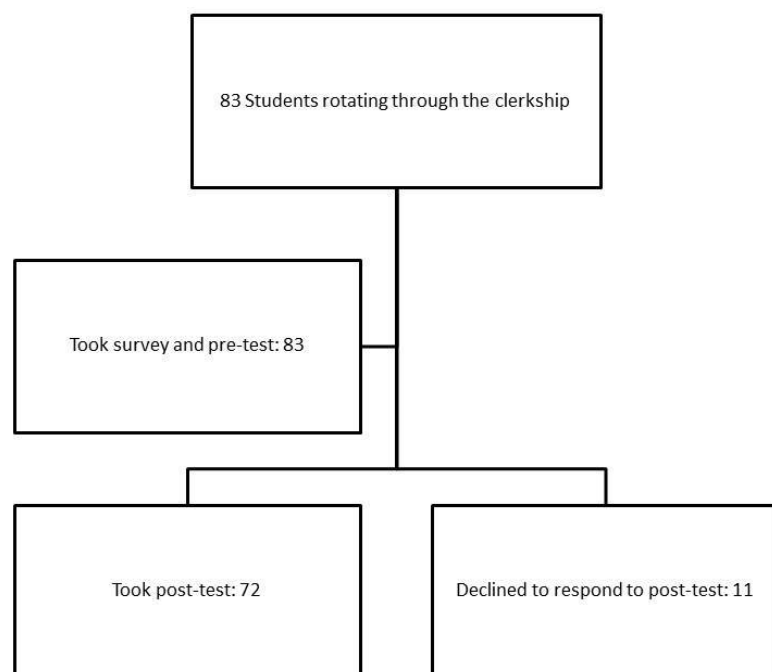 83 Students rotating through the clerkship
Took survey and pre-test: 83
Took post-test: 72
Declined to respond to post-test: 11